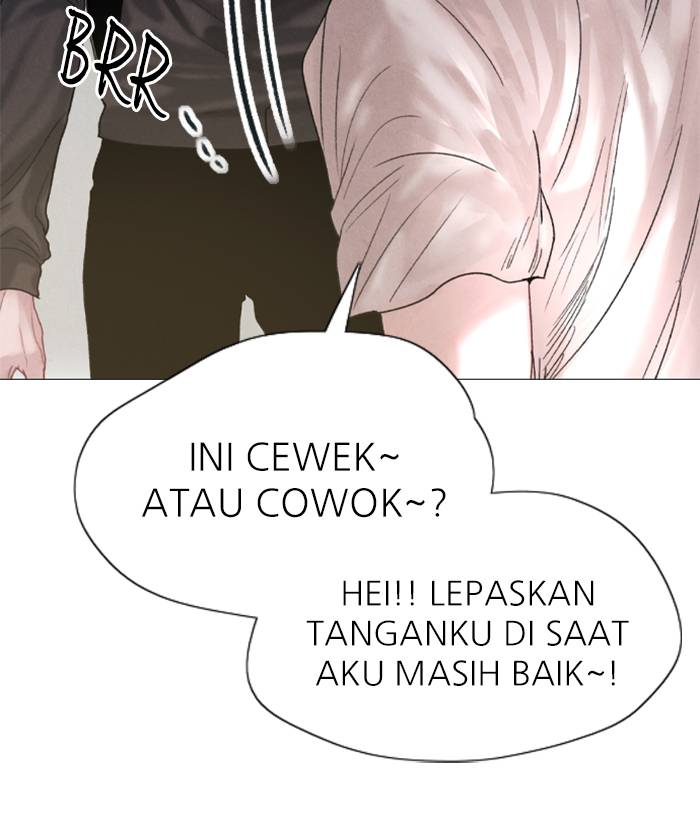 BRR
INI CEWEK~
ATAU COWOK~?
HEI!! LEPASKAN
TANGANKU DI SAAT
AKU MASIH BAIK~!